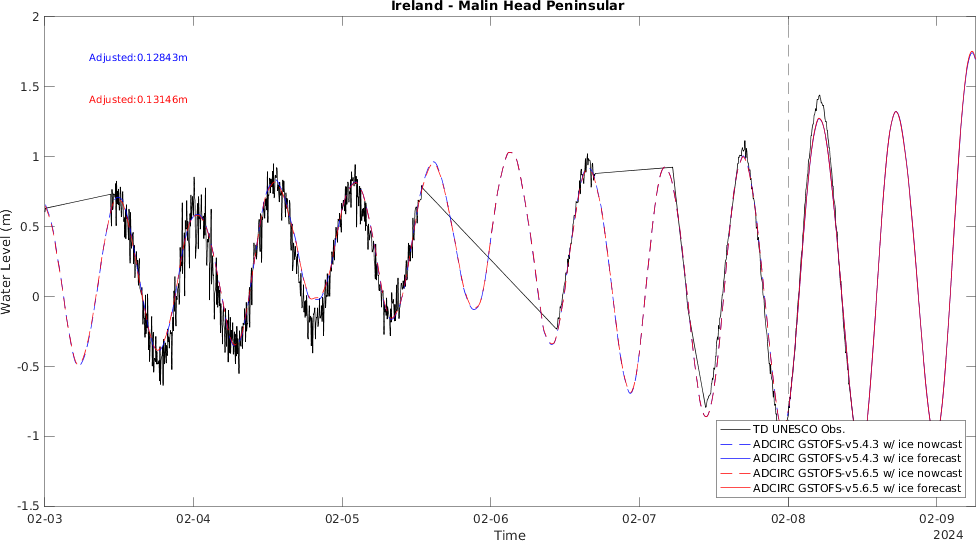 Ireland - Malin Head Peninsular
2
1.5
1
0.5
0
-0.5
-1
-1.5
Water Level (m)
Adjusted:0.12843m
Adjusted:0.13146m
TD UNESCO Obs.
ADCIRC GSTOFS-v5.4.3 w/ ice nowcast
ADCIRC GSTOFS-v5.4.3 w/ ice forecast
ADCIRC GSTOFS-v5.6.5 w/ ice nowcast
ADCIRC GSTOFS-v5.6.5 w/ ice forecast
02-03 02-04 02-05 02-06 02-07 02-08 02-09
Time
2024